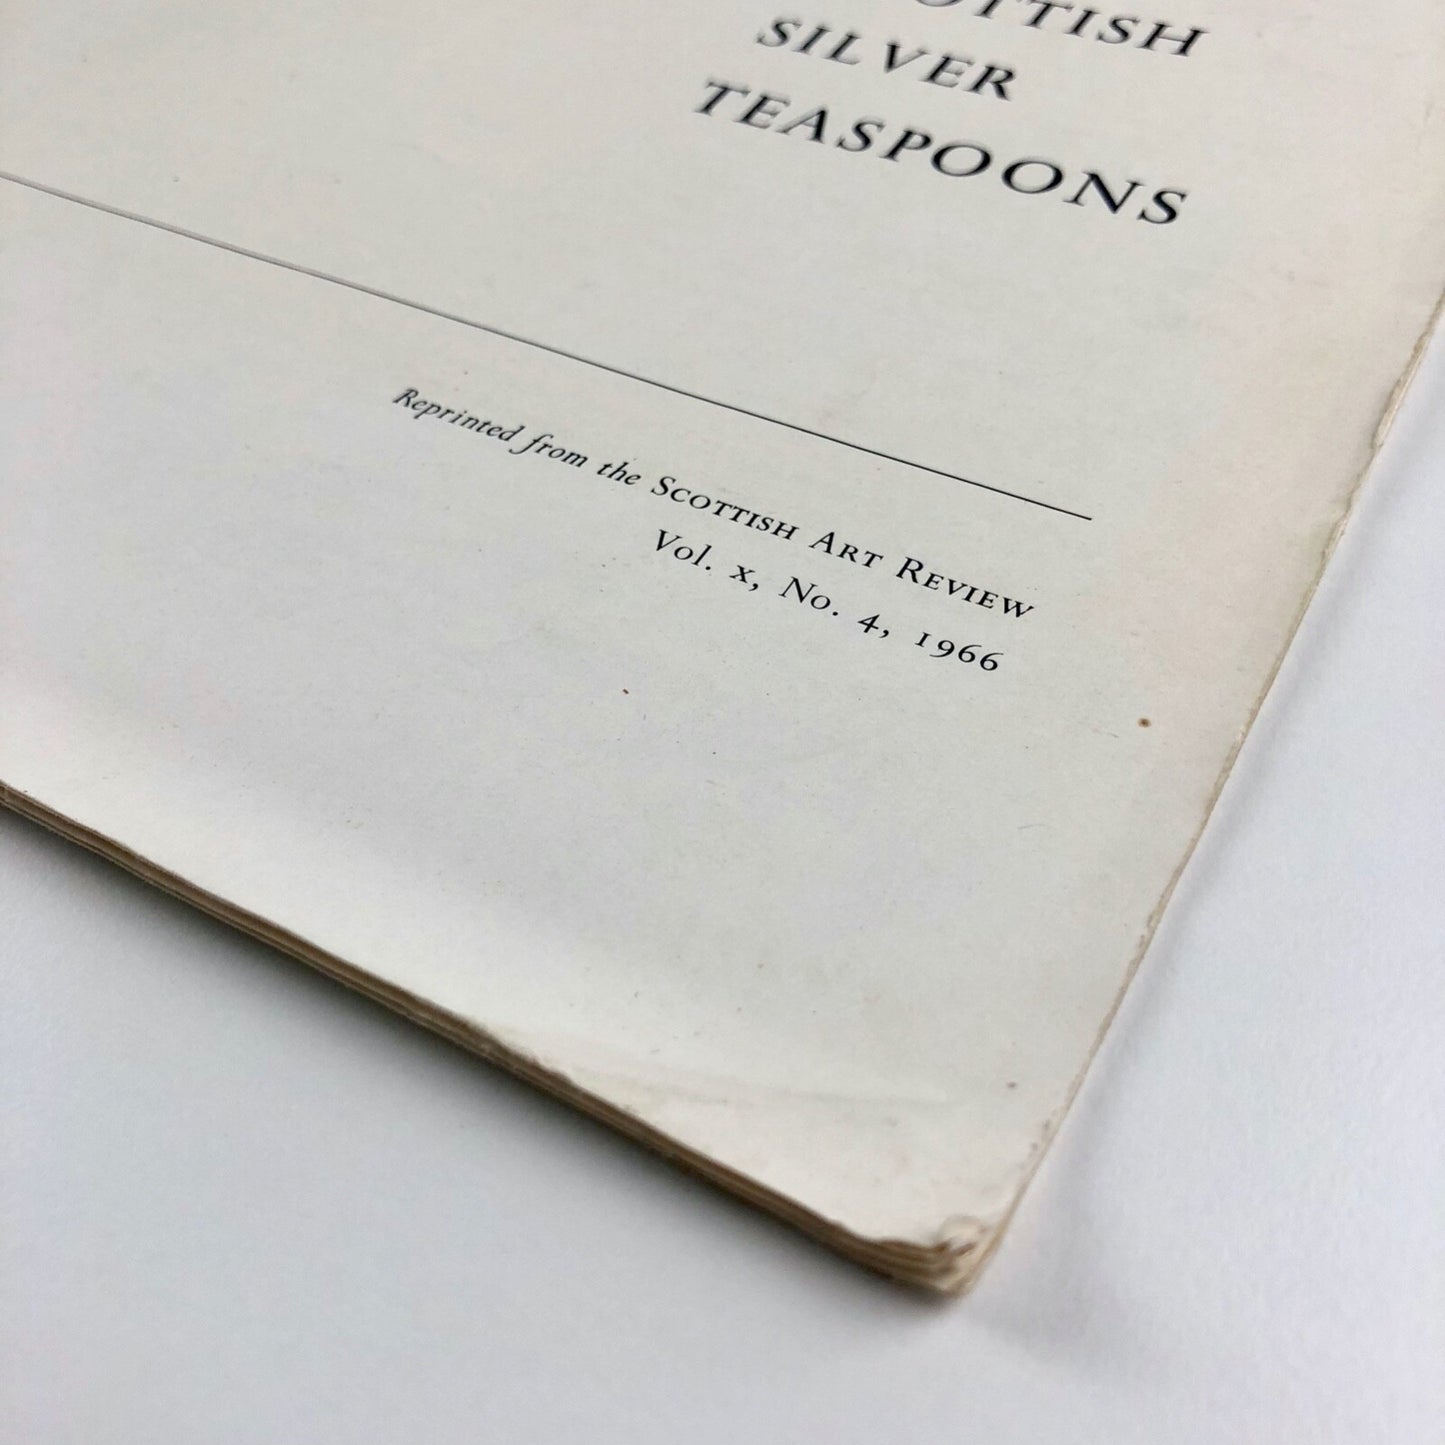 SILVER
TEASPOONS
Reprinted from the SCOTTISH ART REVIEW
Vol. x, No. 4, 1966